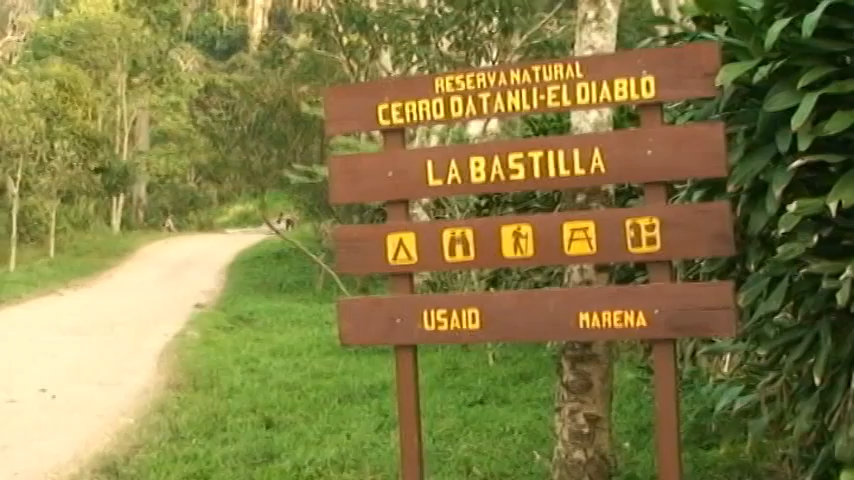 RESERVA NATURAL
CERRO DATANLI-EL DIABLO
LA BASTILLA
USAID MARENA